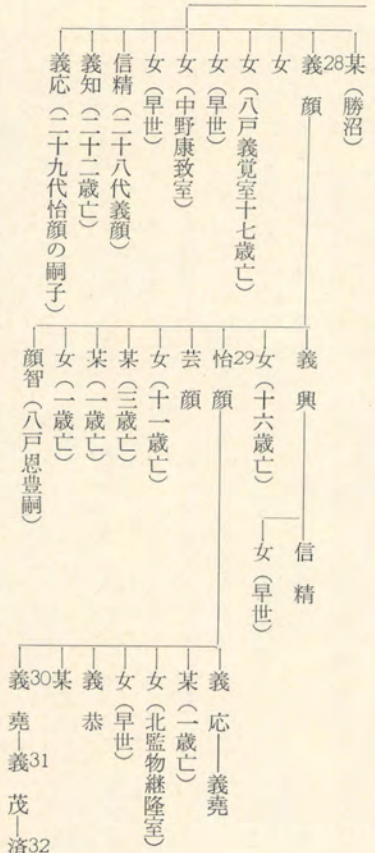 某（勝沼）
28義顔
女
女（八戸義覚室十七歳亡）
女（早世）
女（中野康致室）
女（早世）
信精（二十八代義顔）
義知（二十二歳亡）
義応（二十九代怡顔の嗣子）
義興
女（十六歳亡）
29怡顔
芸顔
女（十一歳亡）
某（三歳亡）
某（一歳亡）
女（一歳亡）
顔智（八戸恩豊嗣）
信精
女（早世）
義応―義堯
某（一歳亡）
女（北監物継隆室）
女（早世）
義恭
某
30義堯―31義茂―32済